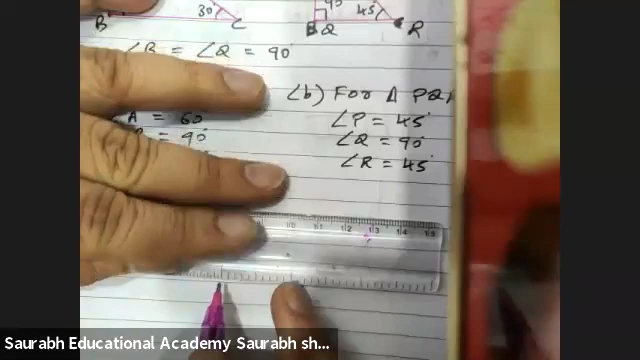 30° C
B
90
45°
B Q R
∠B = ∠Q = 90°
(b) FOR Δ PQR
A = 60°
∠P = 45°
= 90°
∠Q = 90°
∠R = 45°
10 11 12 13 14 15
Saurabh Educational Academy Saurabh sh...